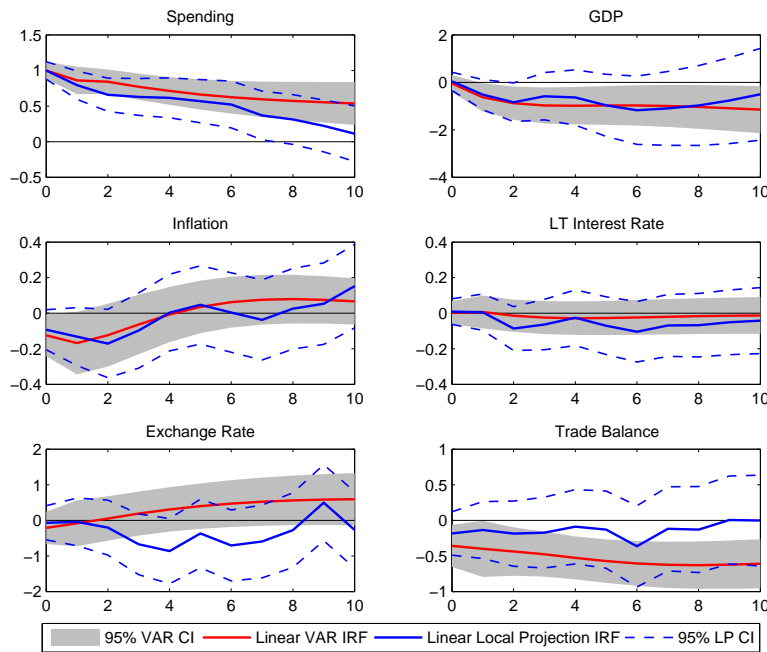 Spending
GDP
1.5
1
0.5
0
−0.5
0 2 4 6 8 10
2
0
−2
−4
0 2 4 6 8 10
Inflation
LT Interest Rate
0.4
0.2
0
−0.2
−0.4
0 2 4 6 8 10
0.4
0.2
0
−0.2
−0.4
0 2 4 6 8 10
Exchange Rate
Trade Balance
2
1
0
−1
−2
0 2 4 6 8 10
1
0.5
0
−0.5
−1
0 2 4 6 8 10
95% VAR CI Linear VAR IRF Linear Local Projection IRF 95% LP CI